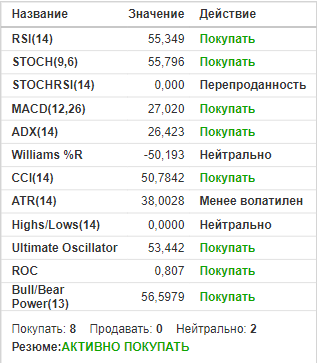 Название Значение Действие
RSI(14) 55,349 Покупать
STOCH(9,6) 55,796 Покупать
STOCHRSI(14) 0,000 Перепроданность
MACD(12,26) 27,020 Покупать
ADX(14) 26,423 Покупать
Williams %R -50,193 Нейтрально
CCI(14) 50,7842 Покупать
ATR(14) 38,0028 Менее волатилен
Highs/Lows(14) 0,0000 Нейтрально
Ultimate Oscillator 53,442 Покупать
ROC 0,807 Покупать
Bull/Bear
Power(13) 56,5979 Покупать
Покупать: 8 Продавать: 0 Нейтрально: 2
Резюме:АКТИВНО ПОКУПАТЬ